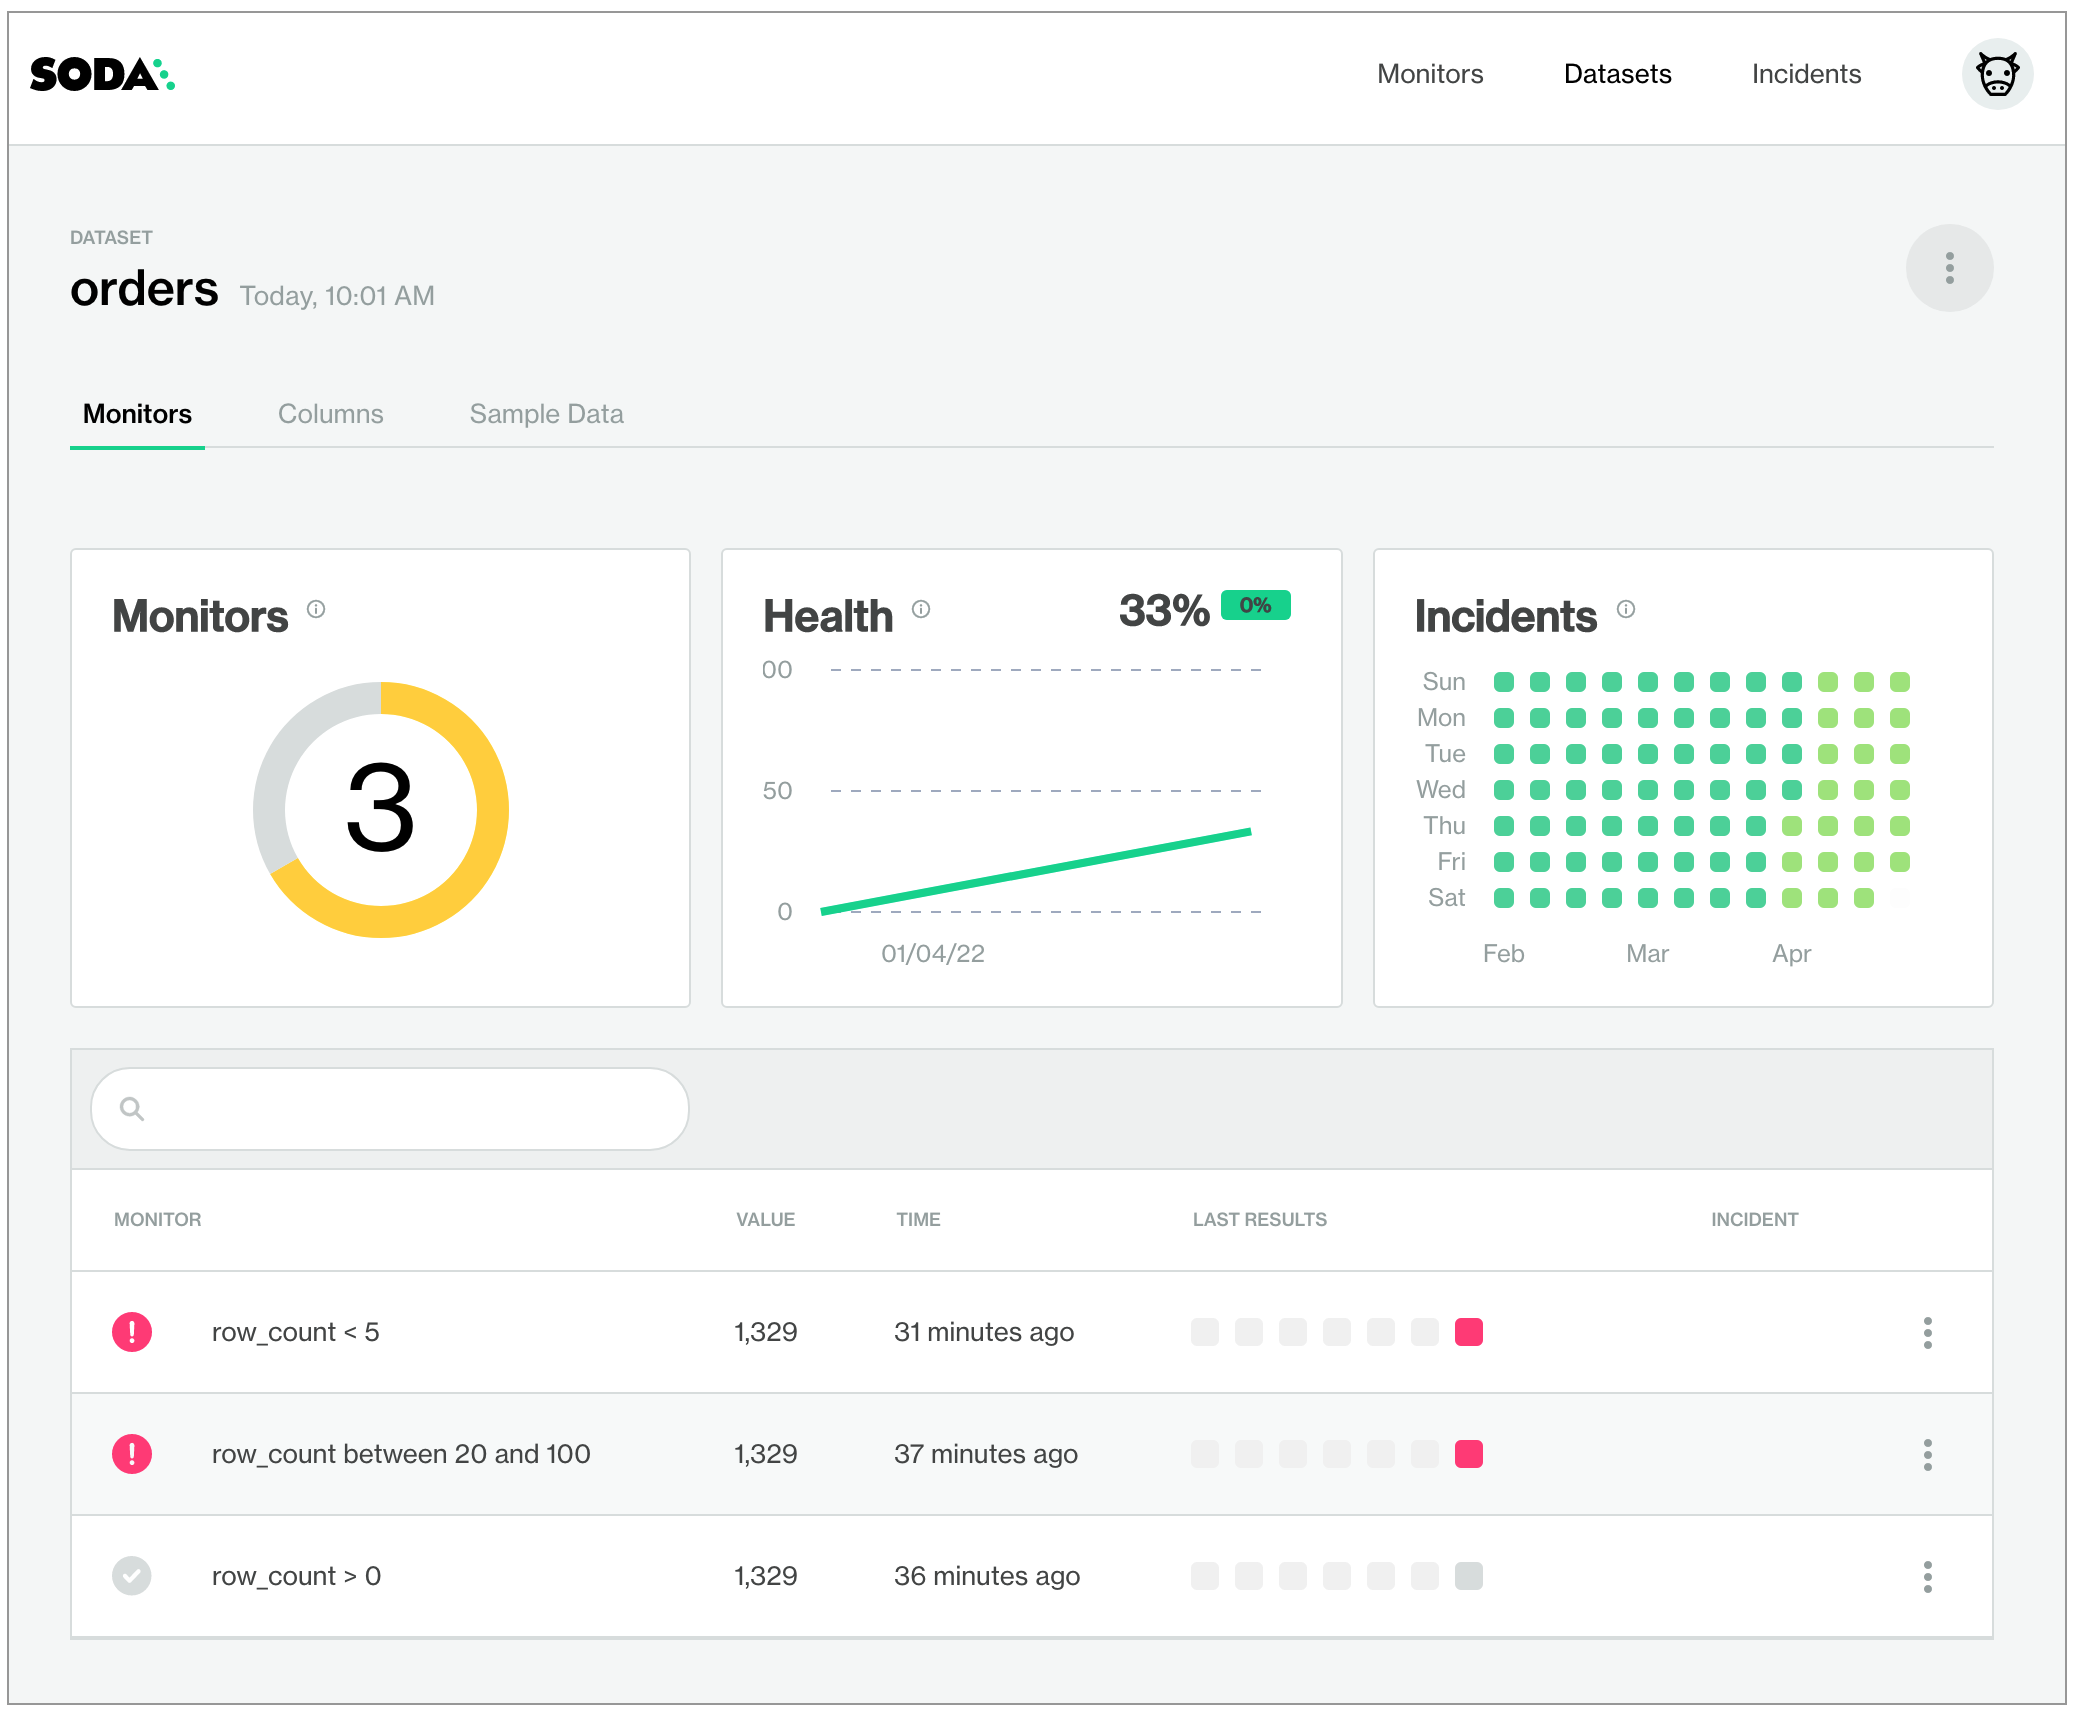 SODA
Monitors Datasets Incidents
DATASET
orders Today, 10:01 AM
Monitors Columns Sample Data
Monitors
3
Health 33% 0%
00
50
0
01/04/22
Incidents
Sun
Mon
Tue
Wed
Thu
Fri
Sat
Feb Mar Apr
MONITOR VALUE TIME LAST RESULTS INCIDENT
row_count < 5 1,329 31 minutes ago
row_count between 20 and 100 1,329 37 minutes ago
row_count > 0 1,329 36 minutes ago